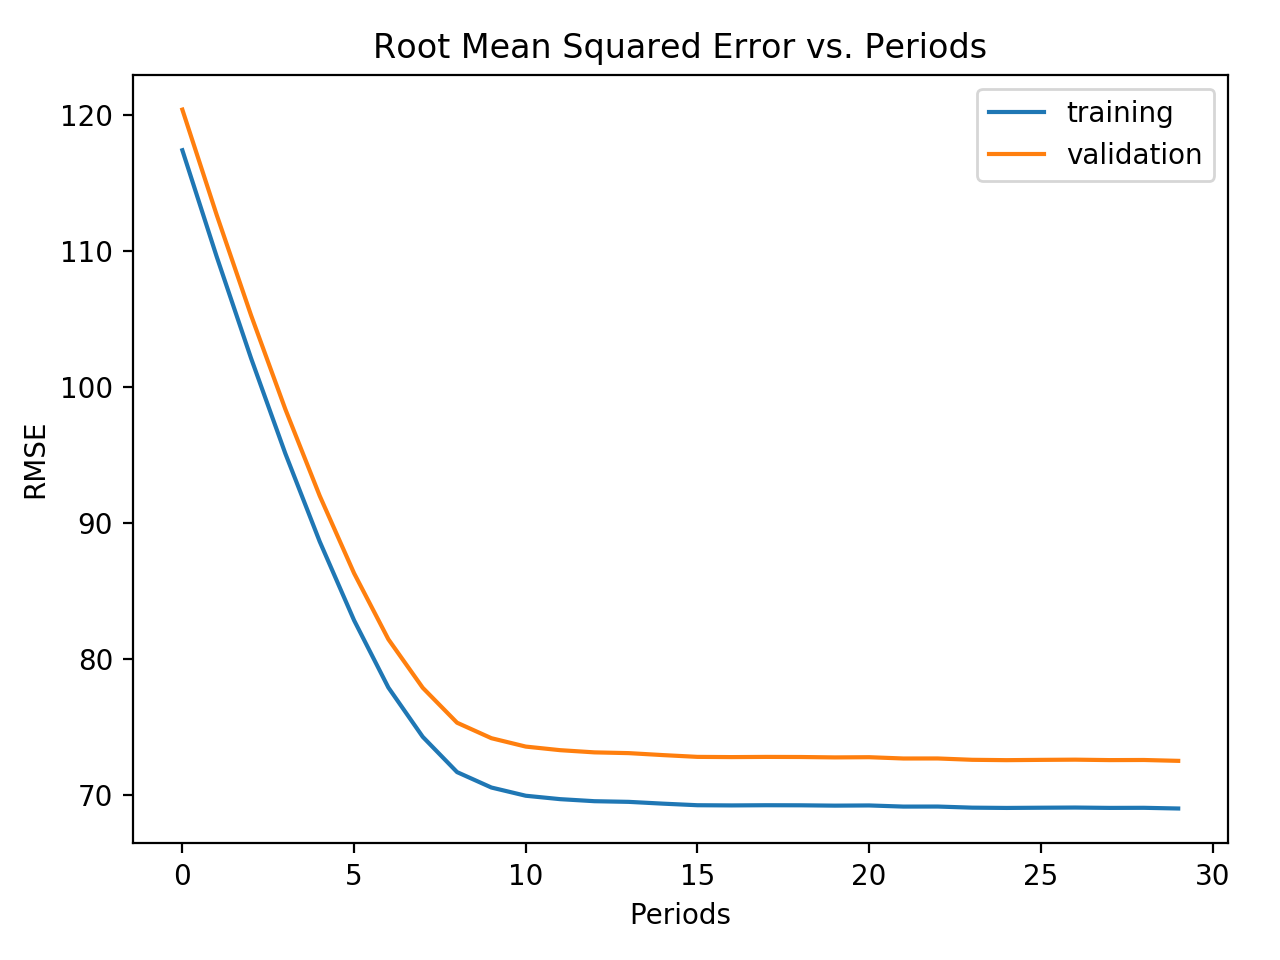 Root Mean Squared Error vs. Periods
training
validation
120
110
100
90
80
70
RMSE
0 5 10 15 20 25 30
Periods